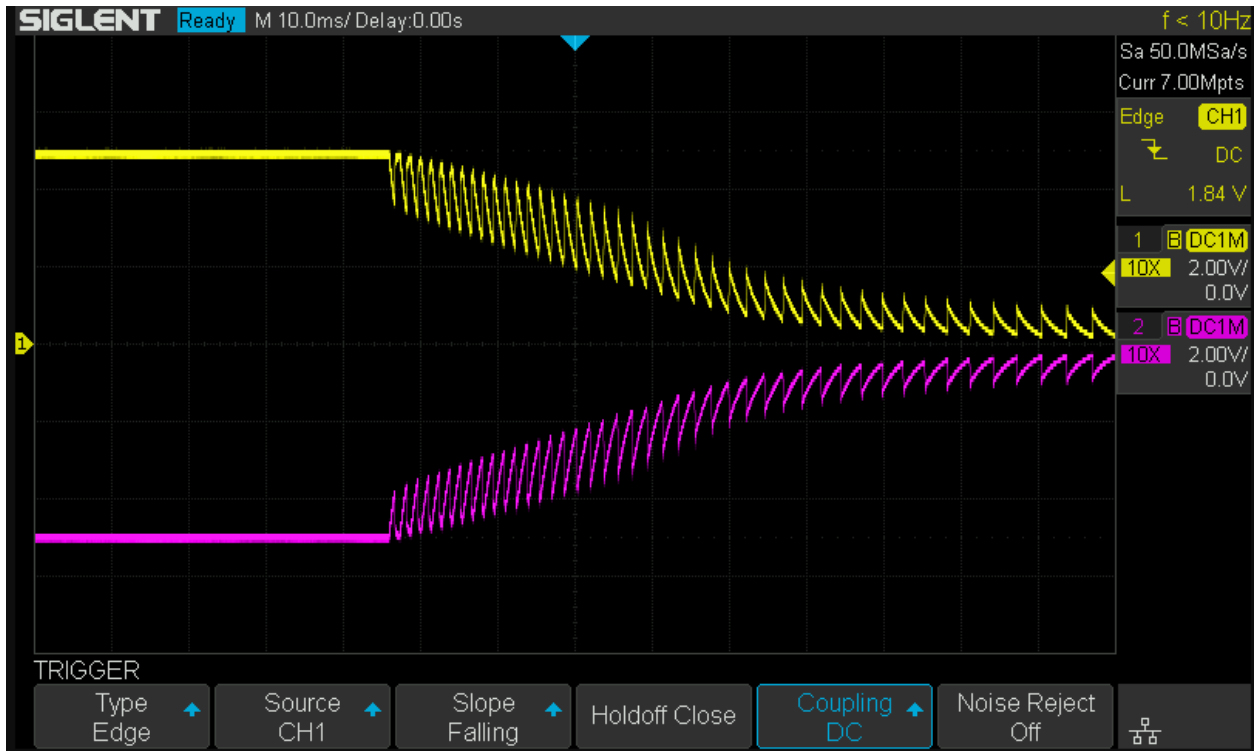 SIGLENT Ready M 10.0ms/ Delay:0.00s f < 10Hz
Sa 50.0MSa/s
Curr 7.00Mpts
Edge CH1
DC
L 1.84 V
1 B DC1M
10X 2.00V/
0.0V
2 B DC1M
10X 2.00V/
0.0V
1
TRIGGER
Type
Edge
Source
CH1
Slope
Falling
Holdoff Close
Coupling
DC
Noise Reject
Off